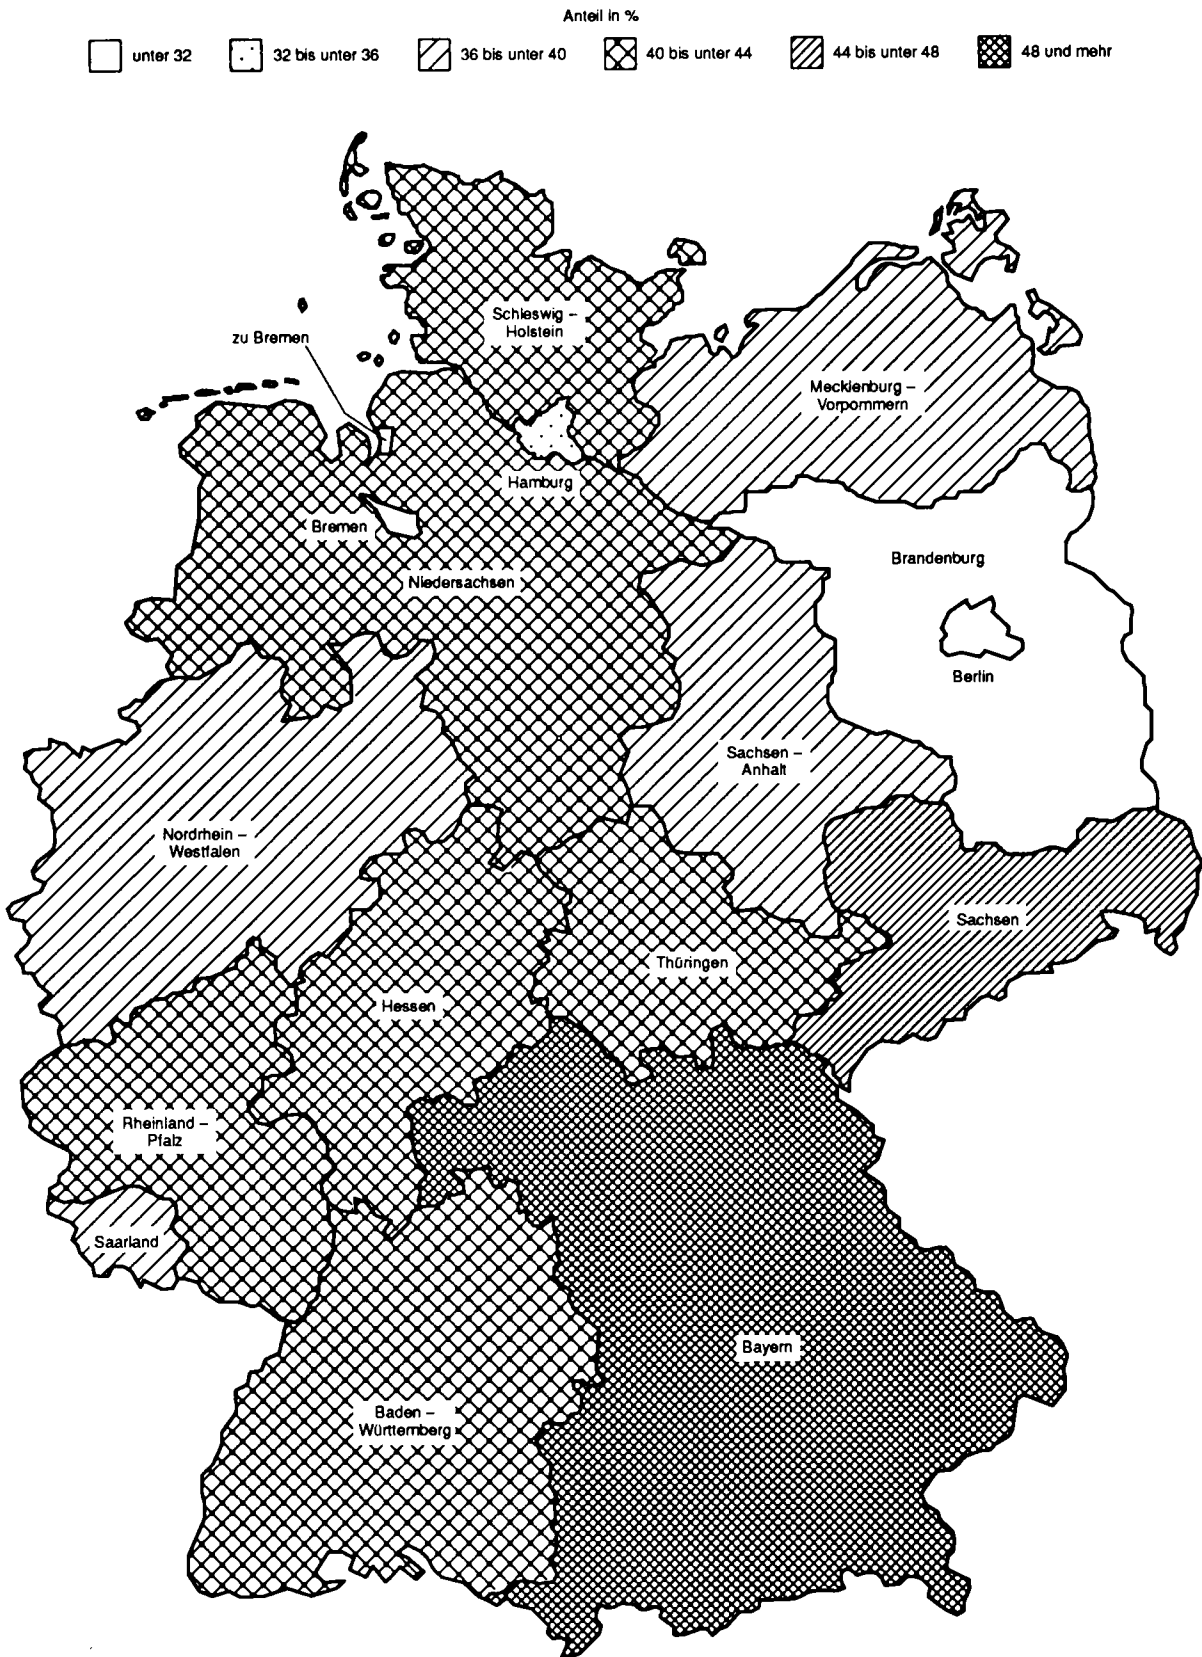 Anteil in %
unter 32
32 bis unter 36
36 bis unter 40
40 bis unter 44
44 bis unter 48
48 und mehr
Schleswig –
Holstein
zu Bremen
Mecklenburg –
Vorpommern
Hamburg
Bremen
Brandenburg
Niedersachsen
Berlin
Sachsen –
Anhalt
Nordrhein –
Westfalen
Sachsen
Thüringen
Hessen
Rheinland –
Pfalz
Saarland
Bayern
Baden –
Württemberg